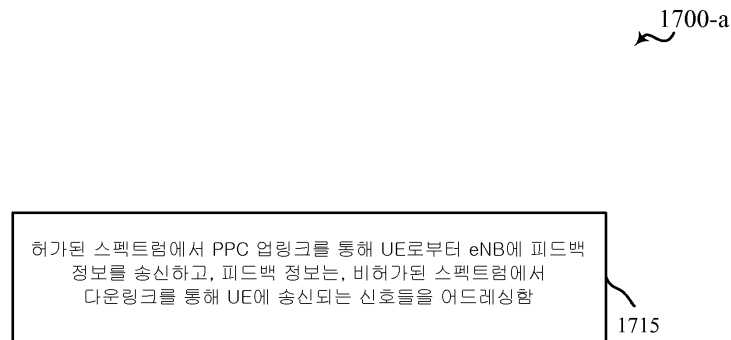 1700-a
허가된 스펙트럼에서 PPC 업링크를 통해 UE로부터 eNB에 피드백
정보를 송신하고, 피드백 정보는, 비허가된 스펙트럼에서
다운링크를 통해 UE에 송신되는 신호들을 어드레싱함
1715